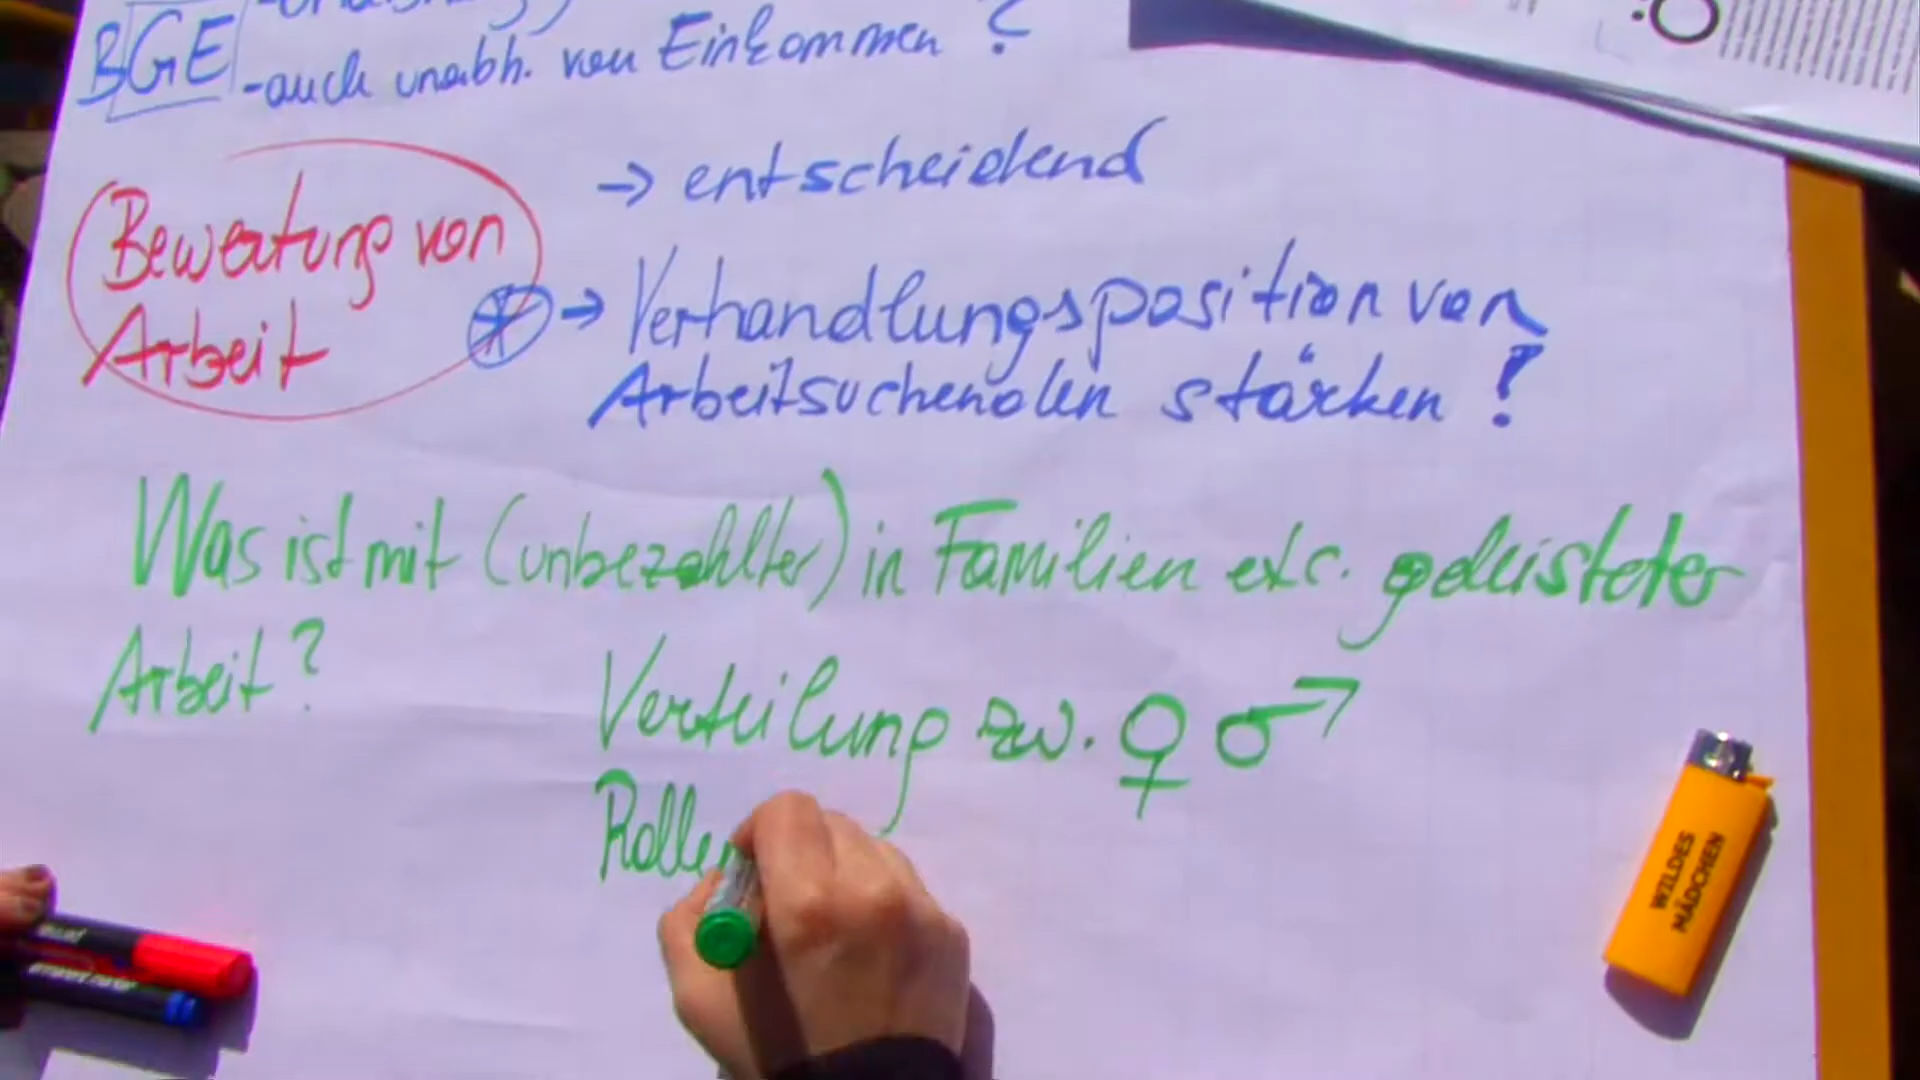 BGE
-auch unabh. von Einkommen ?
→ entscheidend
Bewertung von
Arbeit
→ Verhandlungsposition von
Arbeitsuchenden stärken ?
Was ist mit (unbezahlter) in Familien etc. geleisteter
Arbeit?
Verteilung zw. ♀ ♂
Rollen
WILDES
MÄDCHEN